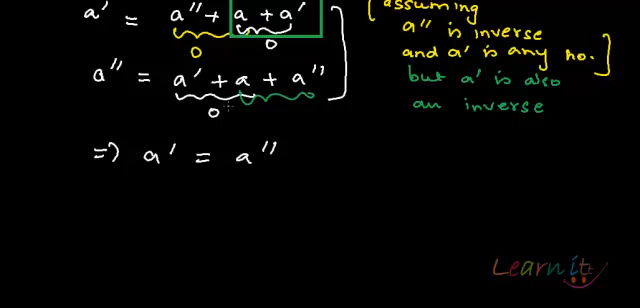 a' = a'' + a + a'
0
0
a'' = a' + a + a''
0
=> a' = a''
[assuming
a'' is inverse
and a' is any no.]
but a' is also
an inverse
Learnit